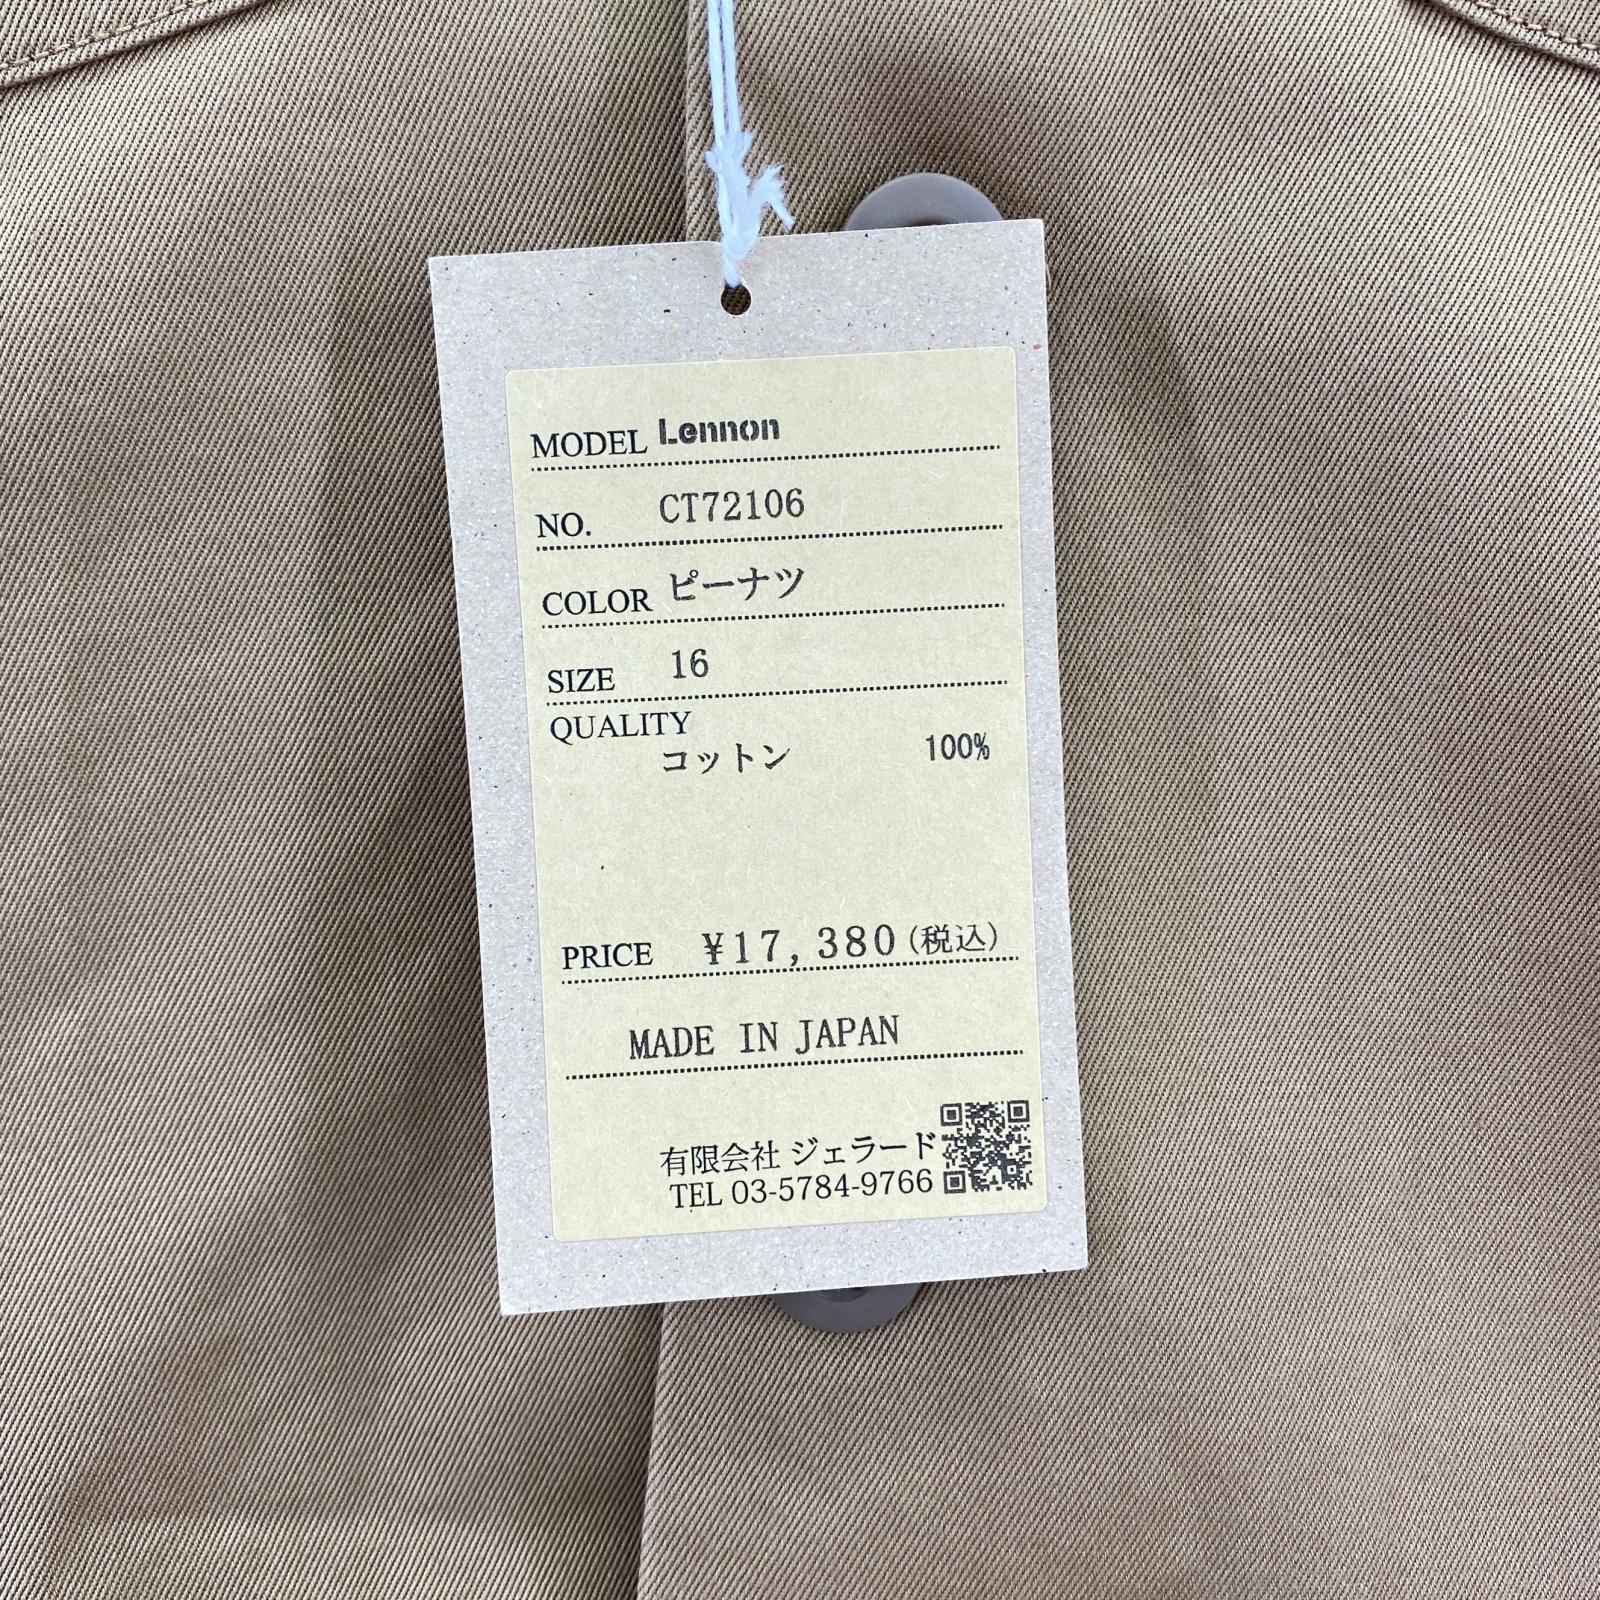 MODEL Lennon
NO. CT72106
COLOR ピーナツ
SIZE 16
QUALITY
コットン 100%
PRICE ¥17,380(税込)
MADE IN JAPAN
有限会社 ジェラード
TEL 03-5784-9766